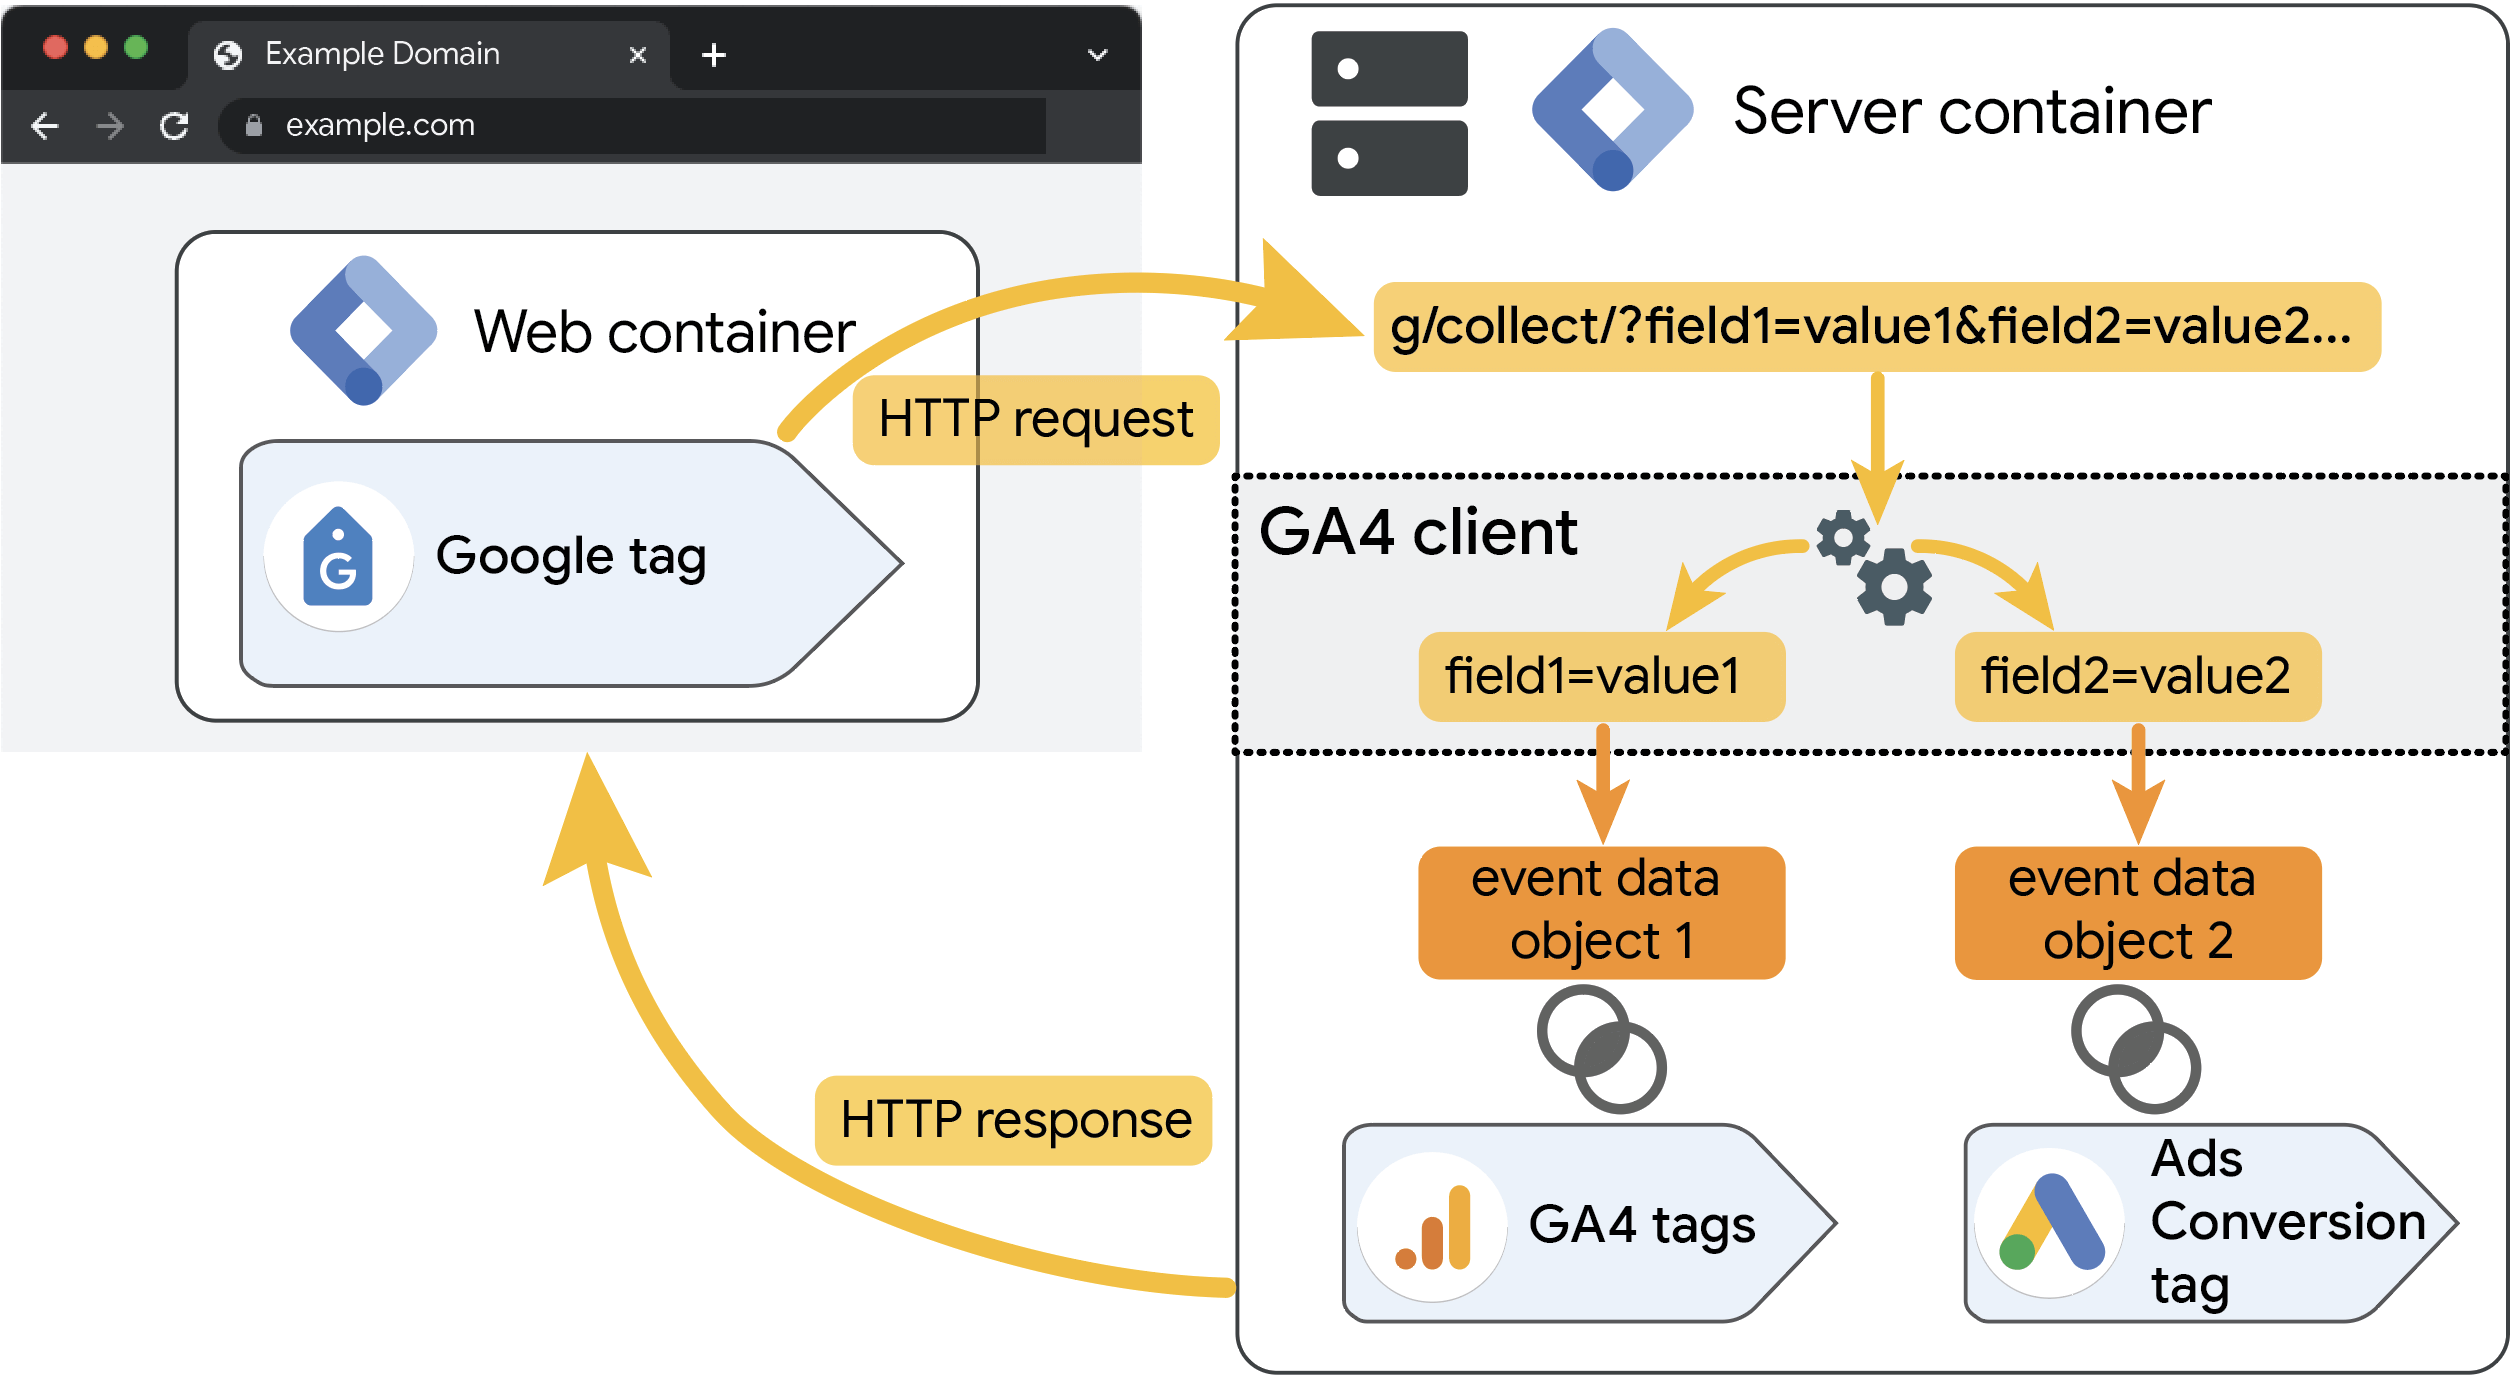 Example Domain
example.com
Server container
Web container
g/collect/?field1=value1&field2=value2...
HTTP request
GA4 client
G
Google tag
field1=value1
field2=value2
event data
object 1
event data
object 2
HTTP response
GA4 tags
Ads
Conversion
tag